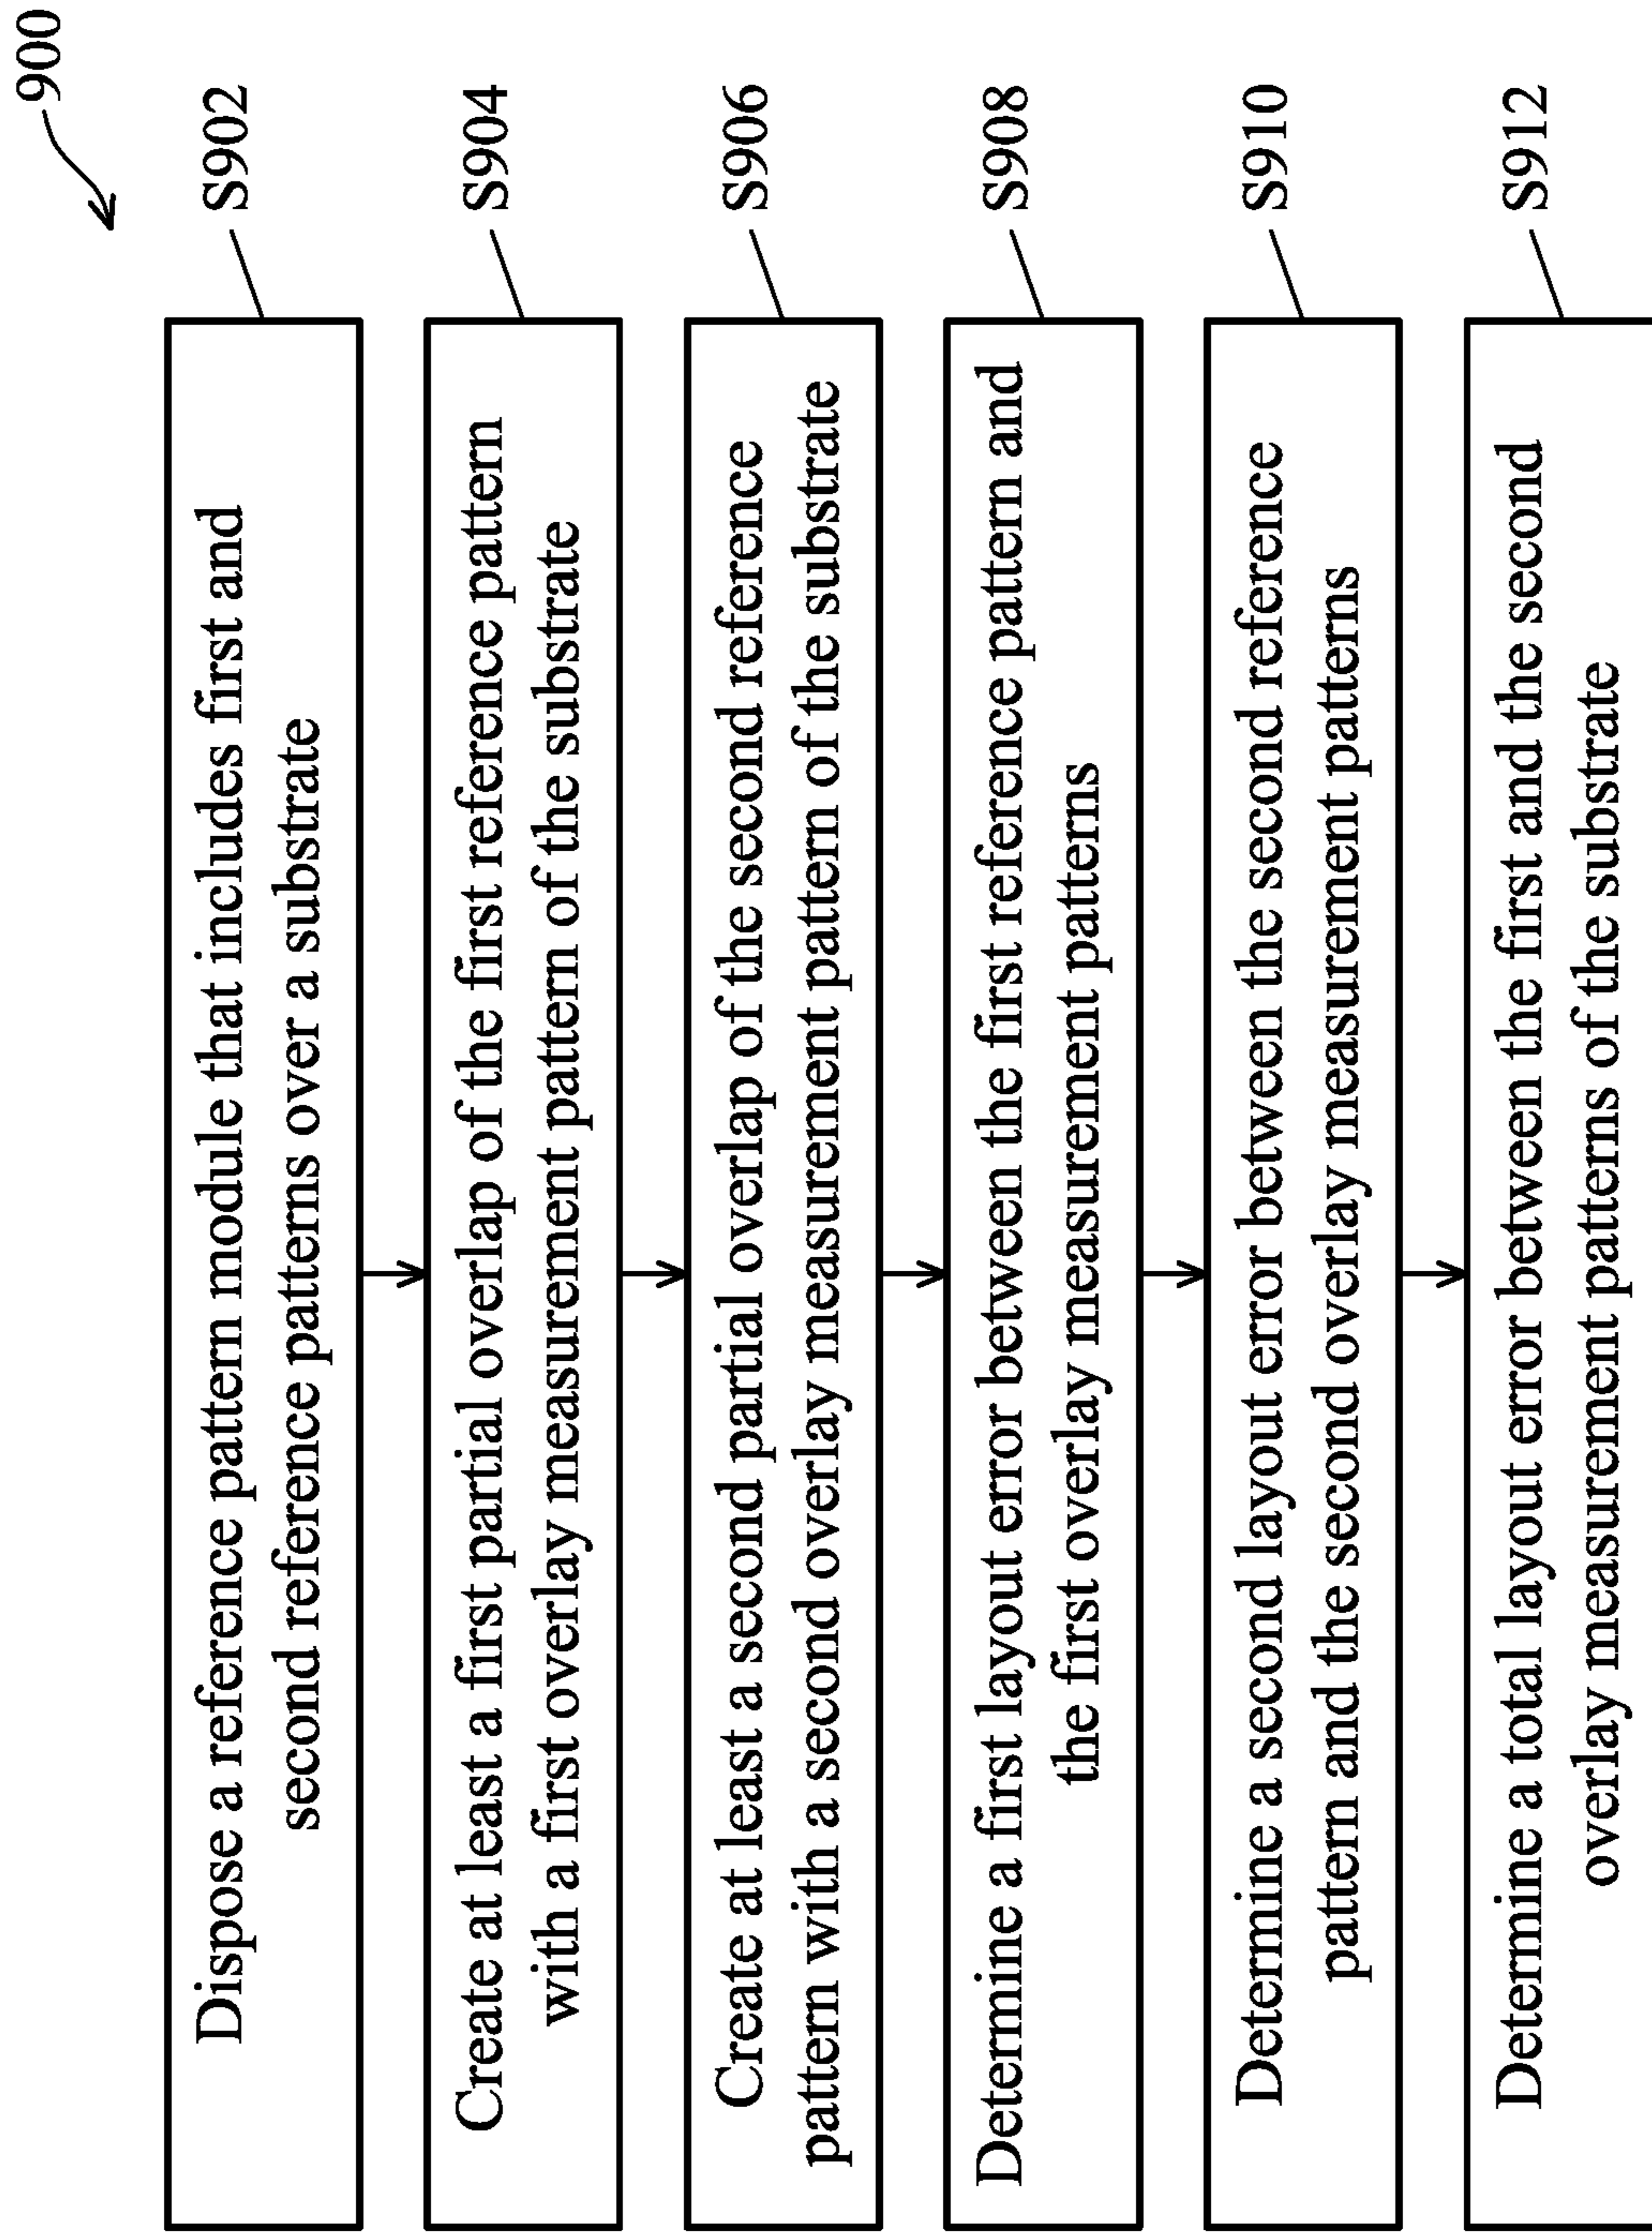 900
Dispose a reference pattern module that includes first and
second reference patterns over a substrate
S902
Create at least a first partial overlap of the first reference pattern
with a first overlay measurement pattern of the substrate
S904
Create at least a second partial overlap of the second reference
pattern with a second overlay measurement pattern of the substrate
S906
Determine a first layout error between the first reference pattern and
the first overlay measurement patterns
S908
Determine a second layout error between the second reference
pattern and the second overlay measurement patterns
S910
Determine a total layout error between the first and the second
overlay measurement patterns of the substrate
S912